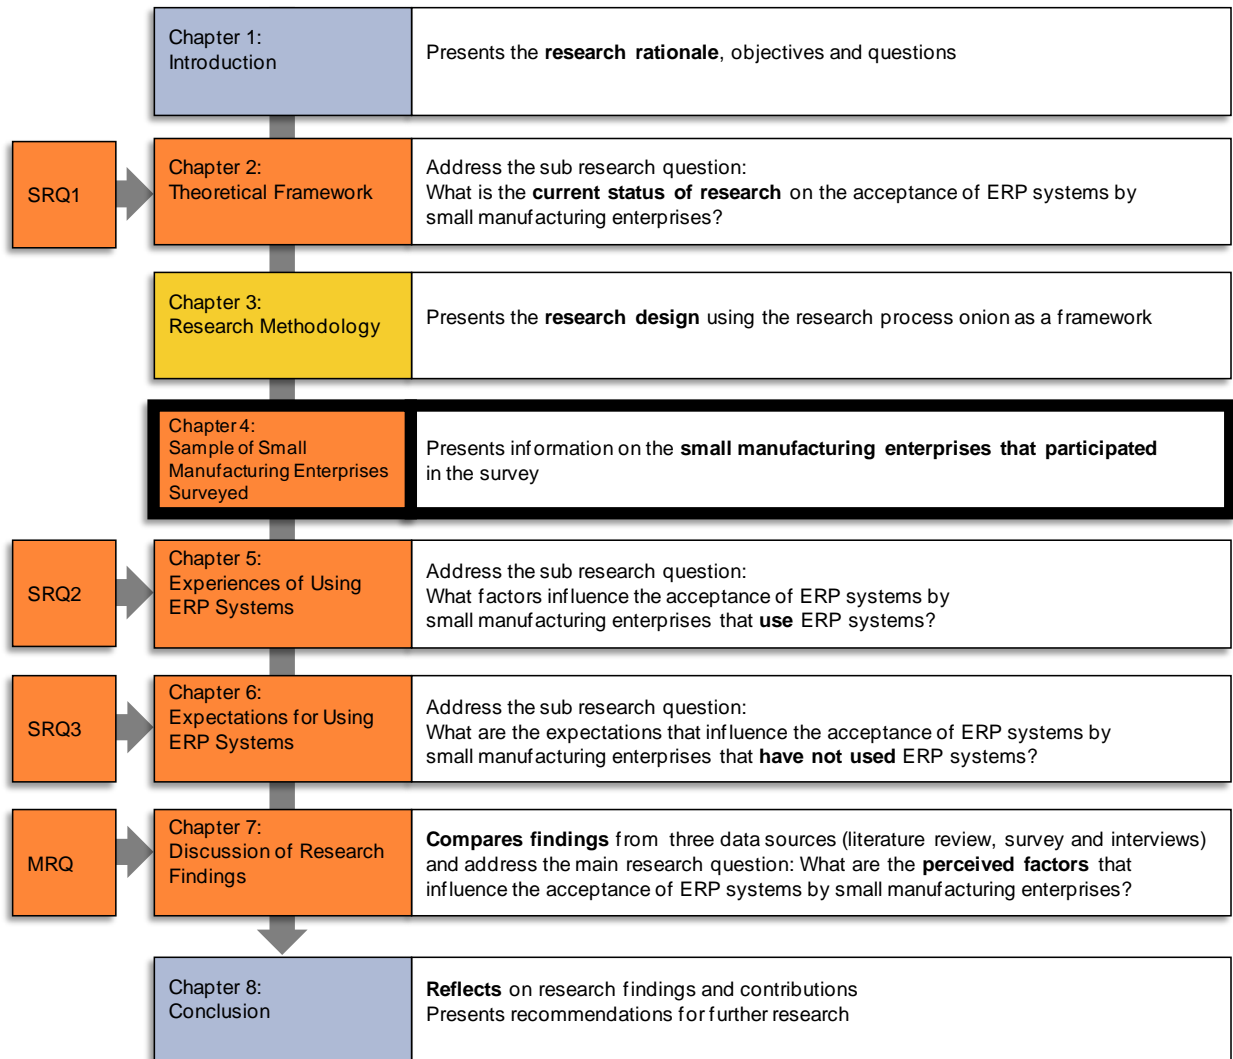 Chapter 1:
Introduction
Presents the research rationale, objectives and questions
SRQ1
Chapter 2:
Theoretical Framework
Address the sub research question:
What is the current status of research on the acceptance of ERP systems by
small manufacturing enterprises?
Chapter 3:
Research Methodology
Presents the research design using the research process onion as a framework
Chapter 4:
Sample of Small
Manufacturing Enterprises
Surveyed
Presents information on the small manufacturing enterprises that participated
in the survey
SRQ2
Chapter 5:
Experiences of Using
ERP Systems
Address the sub research question:
What factors influence the acceptance of ERP systems by
small manufacturing enterprises that use ERP systems?
SRQ3
Chapter 6:
Expectations for Using
ERP Systems
Address the sub research question:
What are the expectations that influence the acceptance of ERP systems by
small manufacturing enterprises that have not used ERP systems?
MRQ
Chapter 7:
Discussion of Research
Findings
Compares findings from three data sources (literature review, survey and interviews)
and address the main research question: What are the perceived factors that
influence the acceptance of ERP systems by small manufacturing enterprises?
Chapter 8:
Conclusion
Reflects on research findings and contributions
Presents recommendations for further research